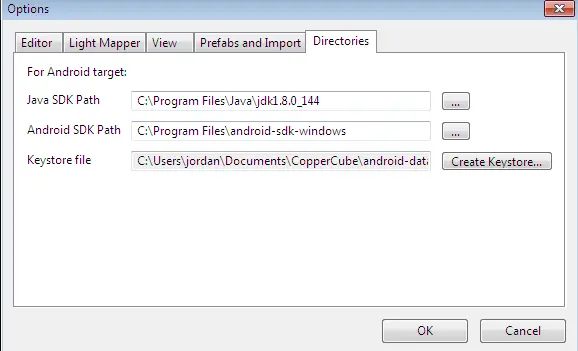 Options
Editor Light Mapper View Prefabs and Import Directories
For Android target:
Java SDK Path C:\Program Files\Java\jdk1.8.0_144 ...
Android SDK Path C:\Program Files\android-sdk-windows ...
Keystore file C:\Users\jordan\Documents\CopperCube\android-data Create Keystore...
OK Cancel